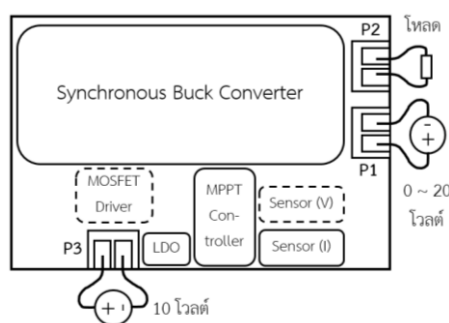 P2
โหลด
Synchronous Buck Converter
P1
0 ~ 20
โวลต์
MOSFET
Driver
MPPT
Con-
troller
Sensor (V)
P3
LDO
Sensor (I)
10 โวลต์